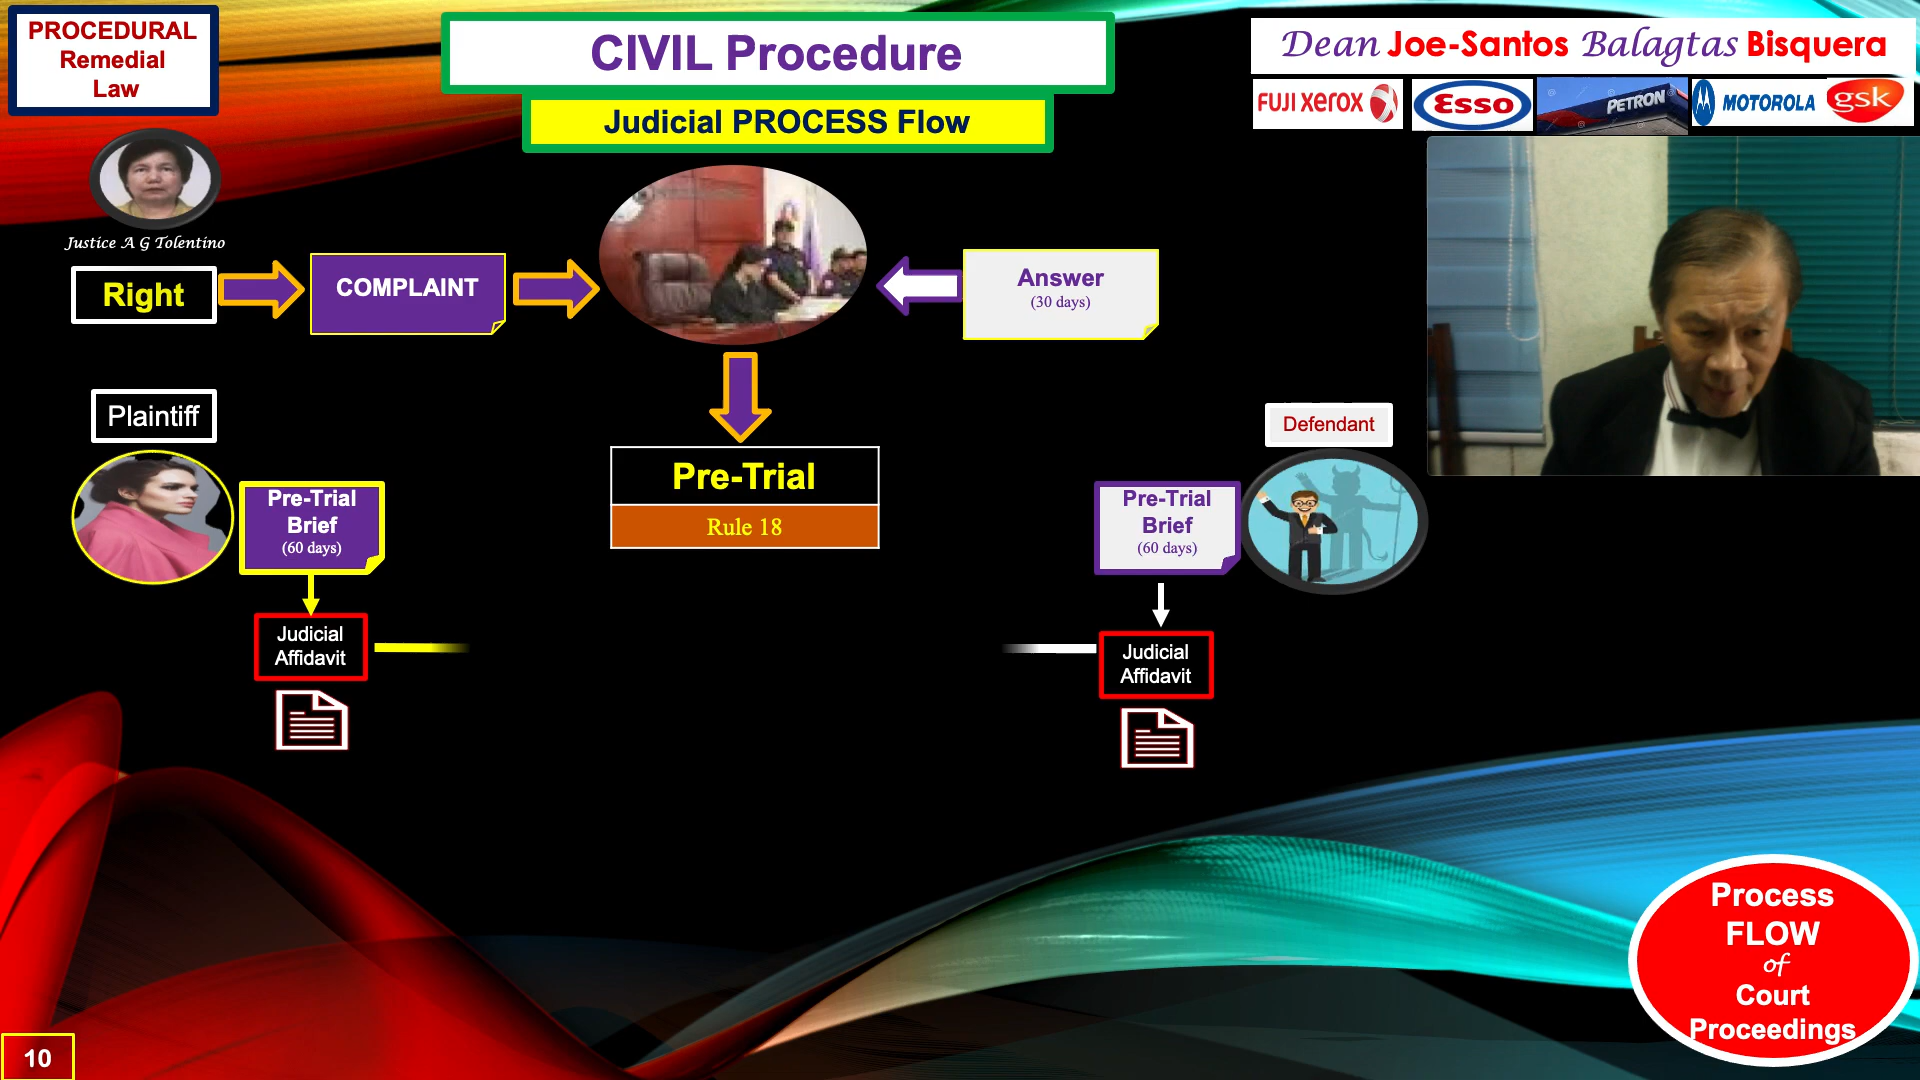 PROCEDURAL
Remedial
Law
CIVIL Procedure
Judicial PROCESS Flow
Dean Joe-Santos Balagtas Bisquera
FUJI XEROX
Esso
PETRON
MOTOROLA
gsk
Justice A G Tolentino
Right
COMPLAINT
Answer
(30 days)
Plaintiff
Defendant
Pre-Trial
Rule 18
Pre-Trial
Brief
(60 days)
Pre-Trial
Brief
(60 days)
Judicial
Affidavit
Judicial
Affidavit
Process
FLOW
of
Court
Proceedings
10